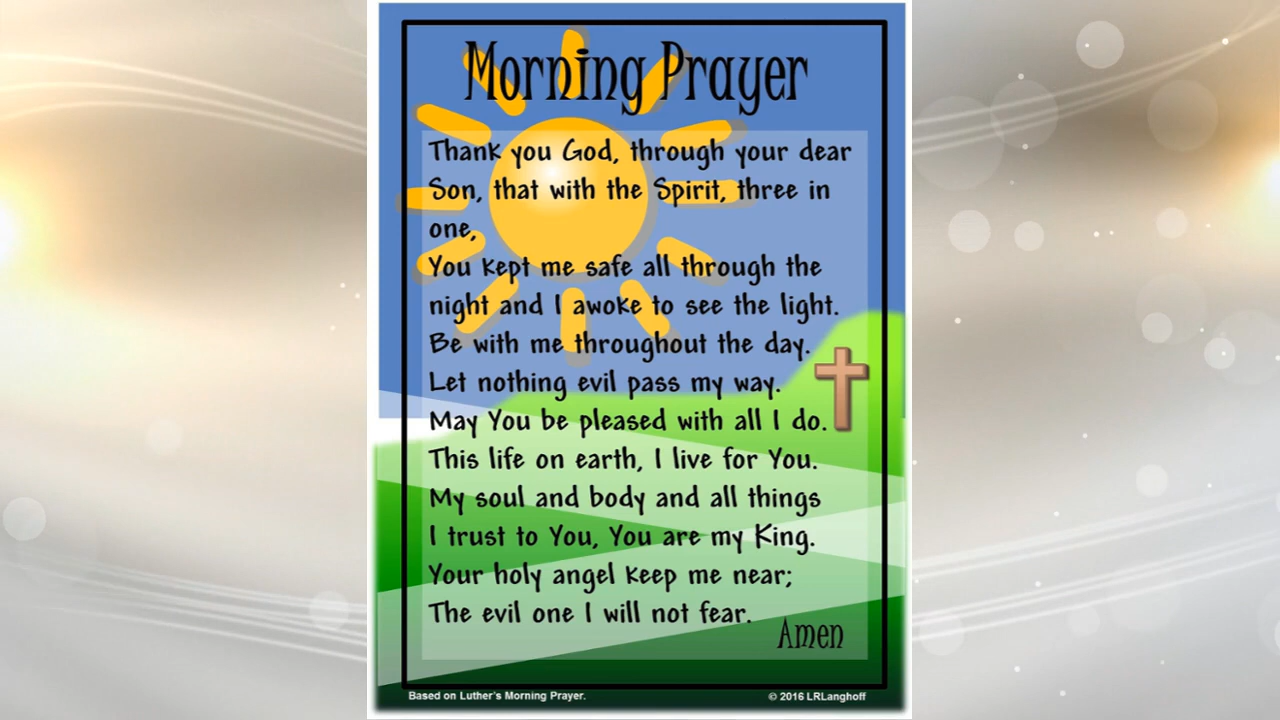 Morning Prayer
Thank you God, through your dear
Son, that with the Spirit, three in
one,
You kept me safe all through the
night and I awoke to see the light.
Be with me throughout the day.
Let nothing evil pass my way.
May You be pleased with all I do.
This life on earth, I live for You.
My soul and body and all things
I trust to You, You are my King.
Your holy angel keep me near;
The evil one I will not fear.
Amen
Based on Luther's Morning Prayer.
© 2016 LRLanghoff